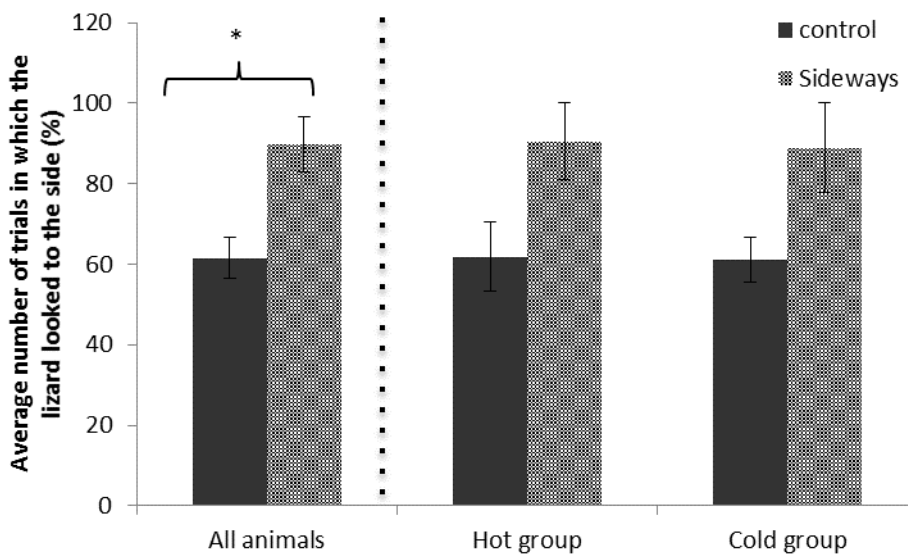 Average number of trials in which the
lizard looked to the side (%)
120
100
80
60
40
20
0
*
control
Sideways
All animals
Hot group
Cold group